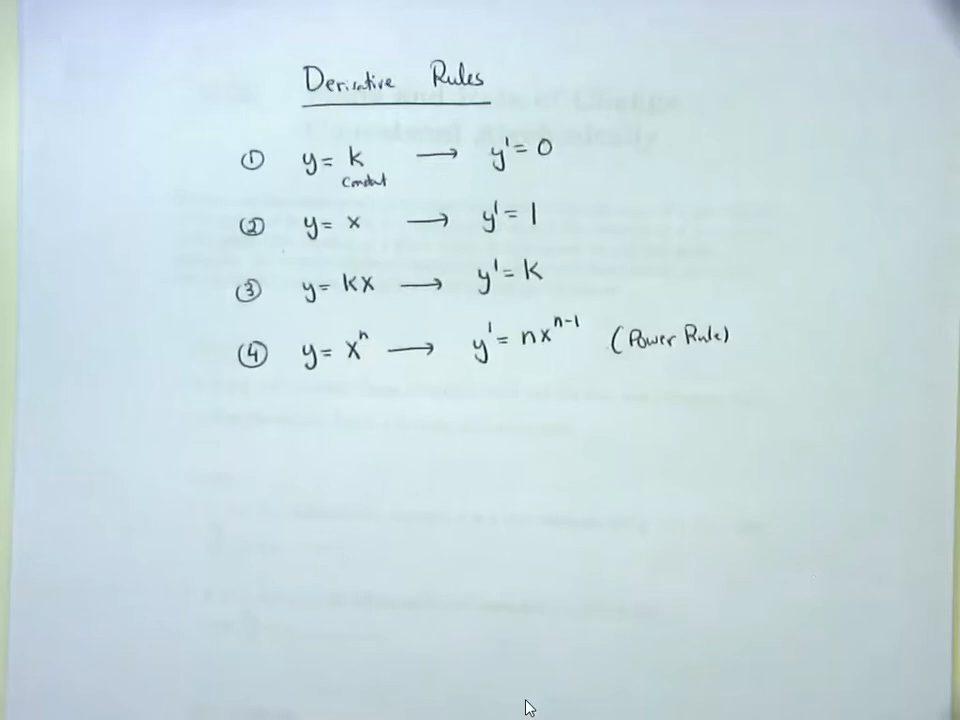 Derivative Rules
① y = k → y' = 0
constant
② y = x → y' = 1
③ y = kx → y' = k
④ y = xⁿ → y' = nxⁿ⁻¹ (Power Rule)